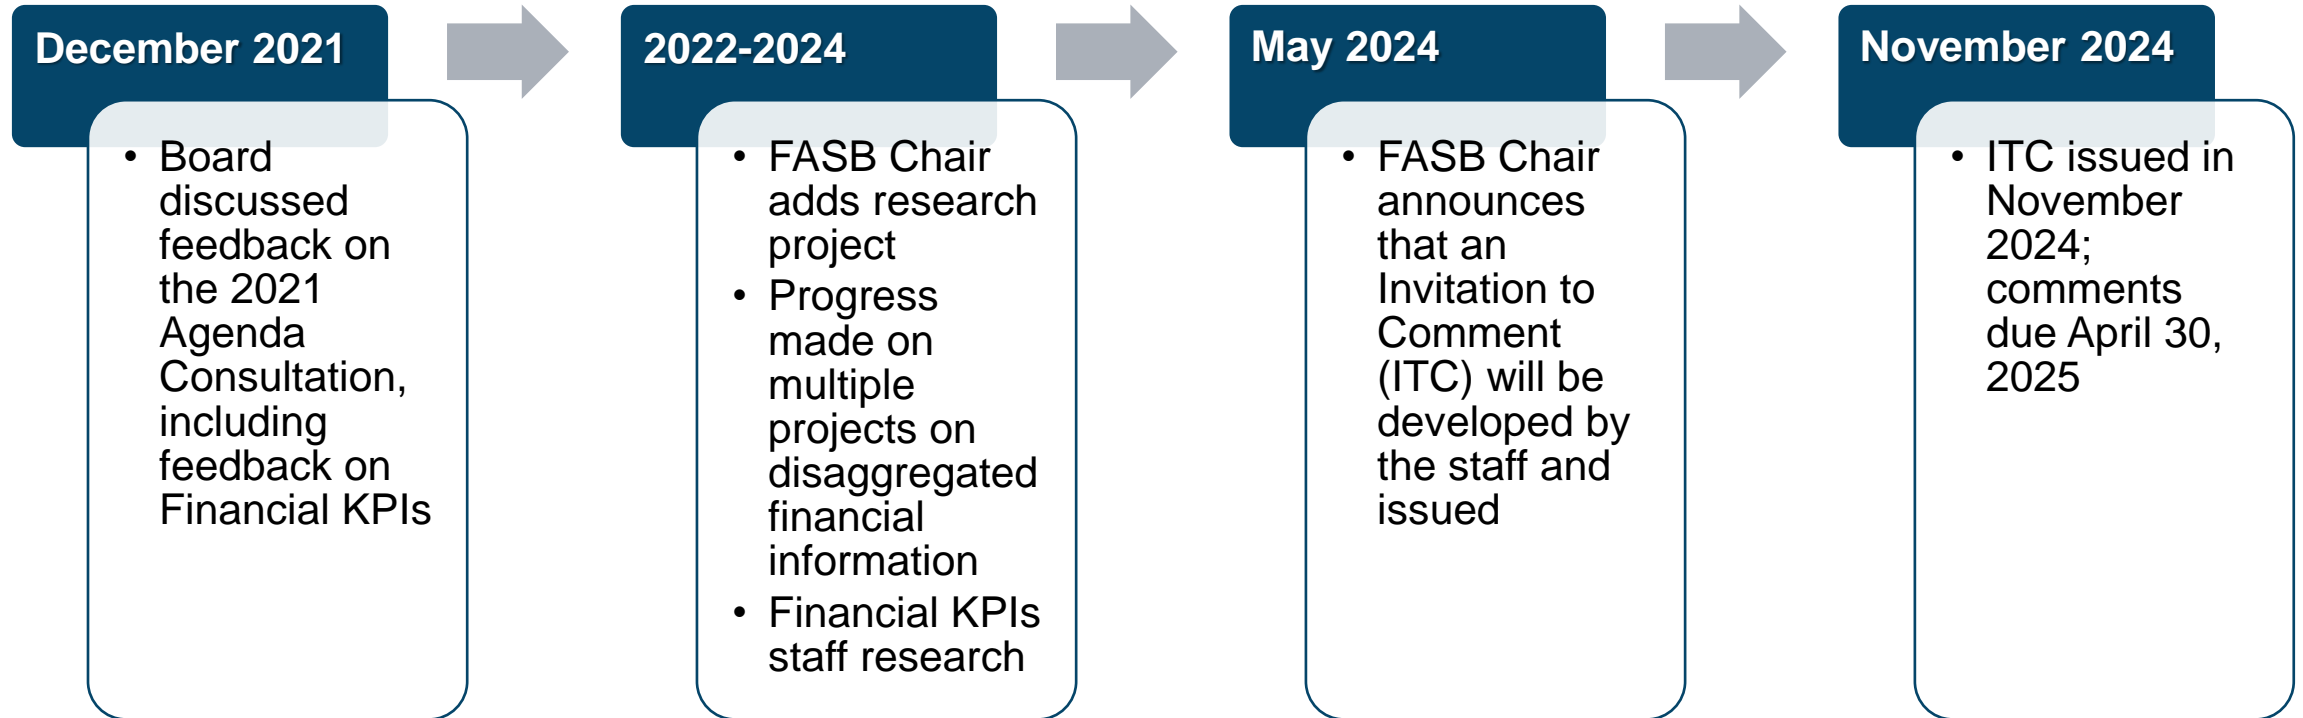 December 2021
• Board
discussed
feedback on
the 2021
Agenda
Consultation,
including
feedback on
Financial KPIs
2022-2024
• FASB Chair
adds research
project
• Progress
made on
multiple
projects on
disaggregated
financial
information
• Financial KPIs
staff research
May 2024
• FASB Chair
announces
that an
Invitation to
Comment
(ITC) will be
developed by
the staff and
issued
November 2024
• ITC issued in
November
2024;
comments
due April 30,
2025